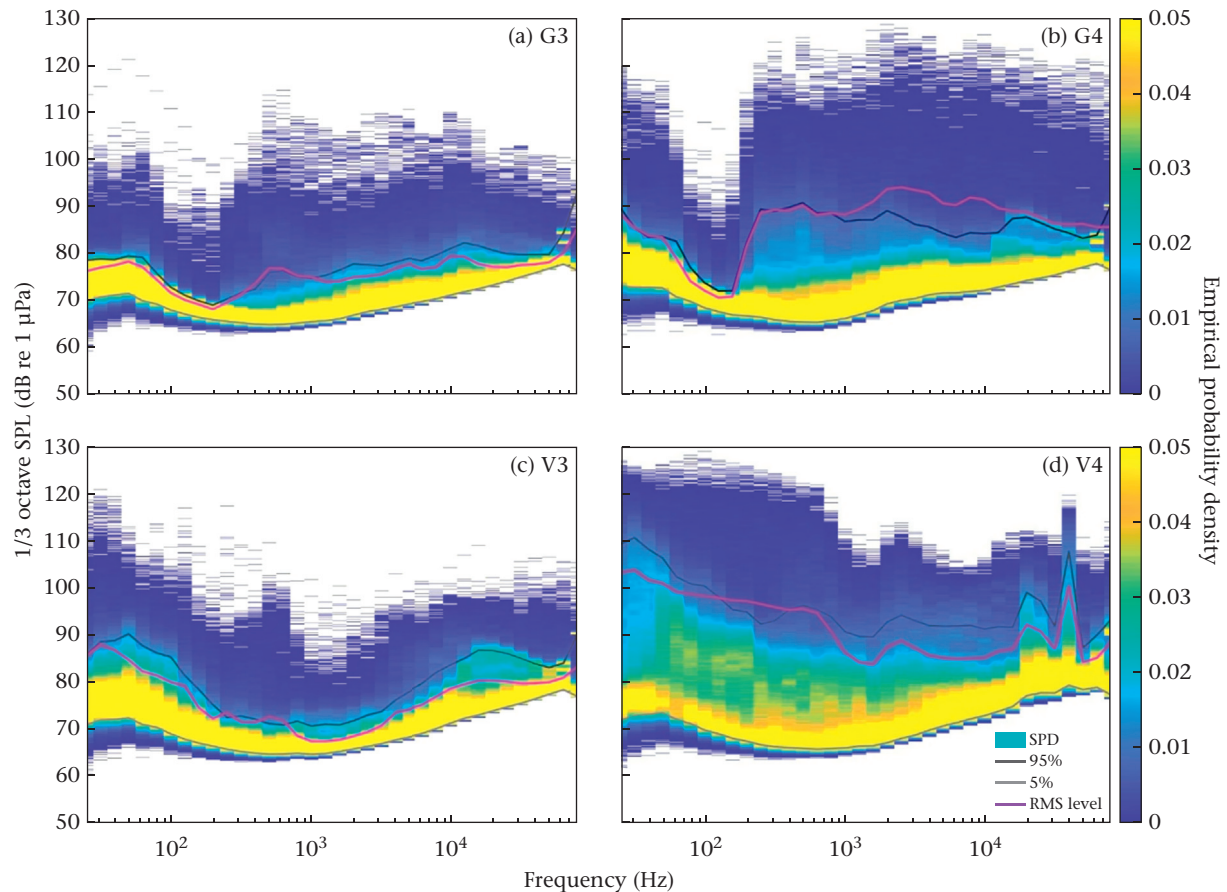 130
120
110
100
90
80
70
60
50
(a) G3
(b) G4
0.05
0.04
0.03
0.02
0.01
0
130
120
110
100
90
80
70
60
50
(c) V3
(d) V4
SPD
95%
5%
RMS level
0.05
0.04
0.03
0.02
0.01
0
10² 10³ 10⁴
10² 10³ 10⁴
1/3 octave SPL (dB re 1 µPa)
Frequency (Hz)
Empirical probability density